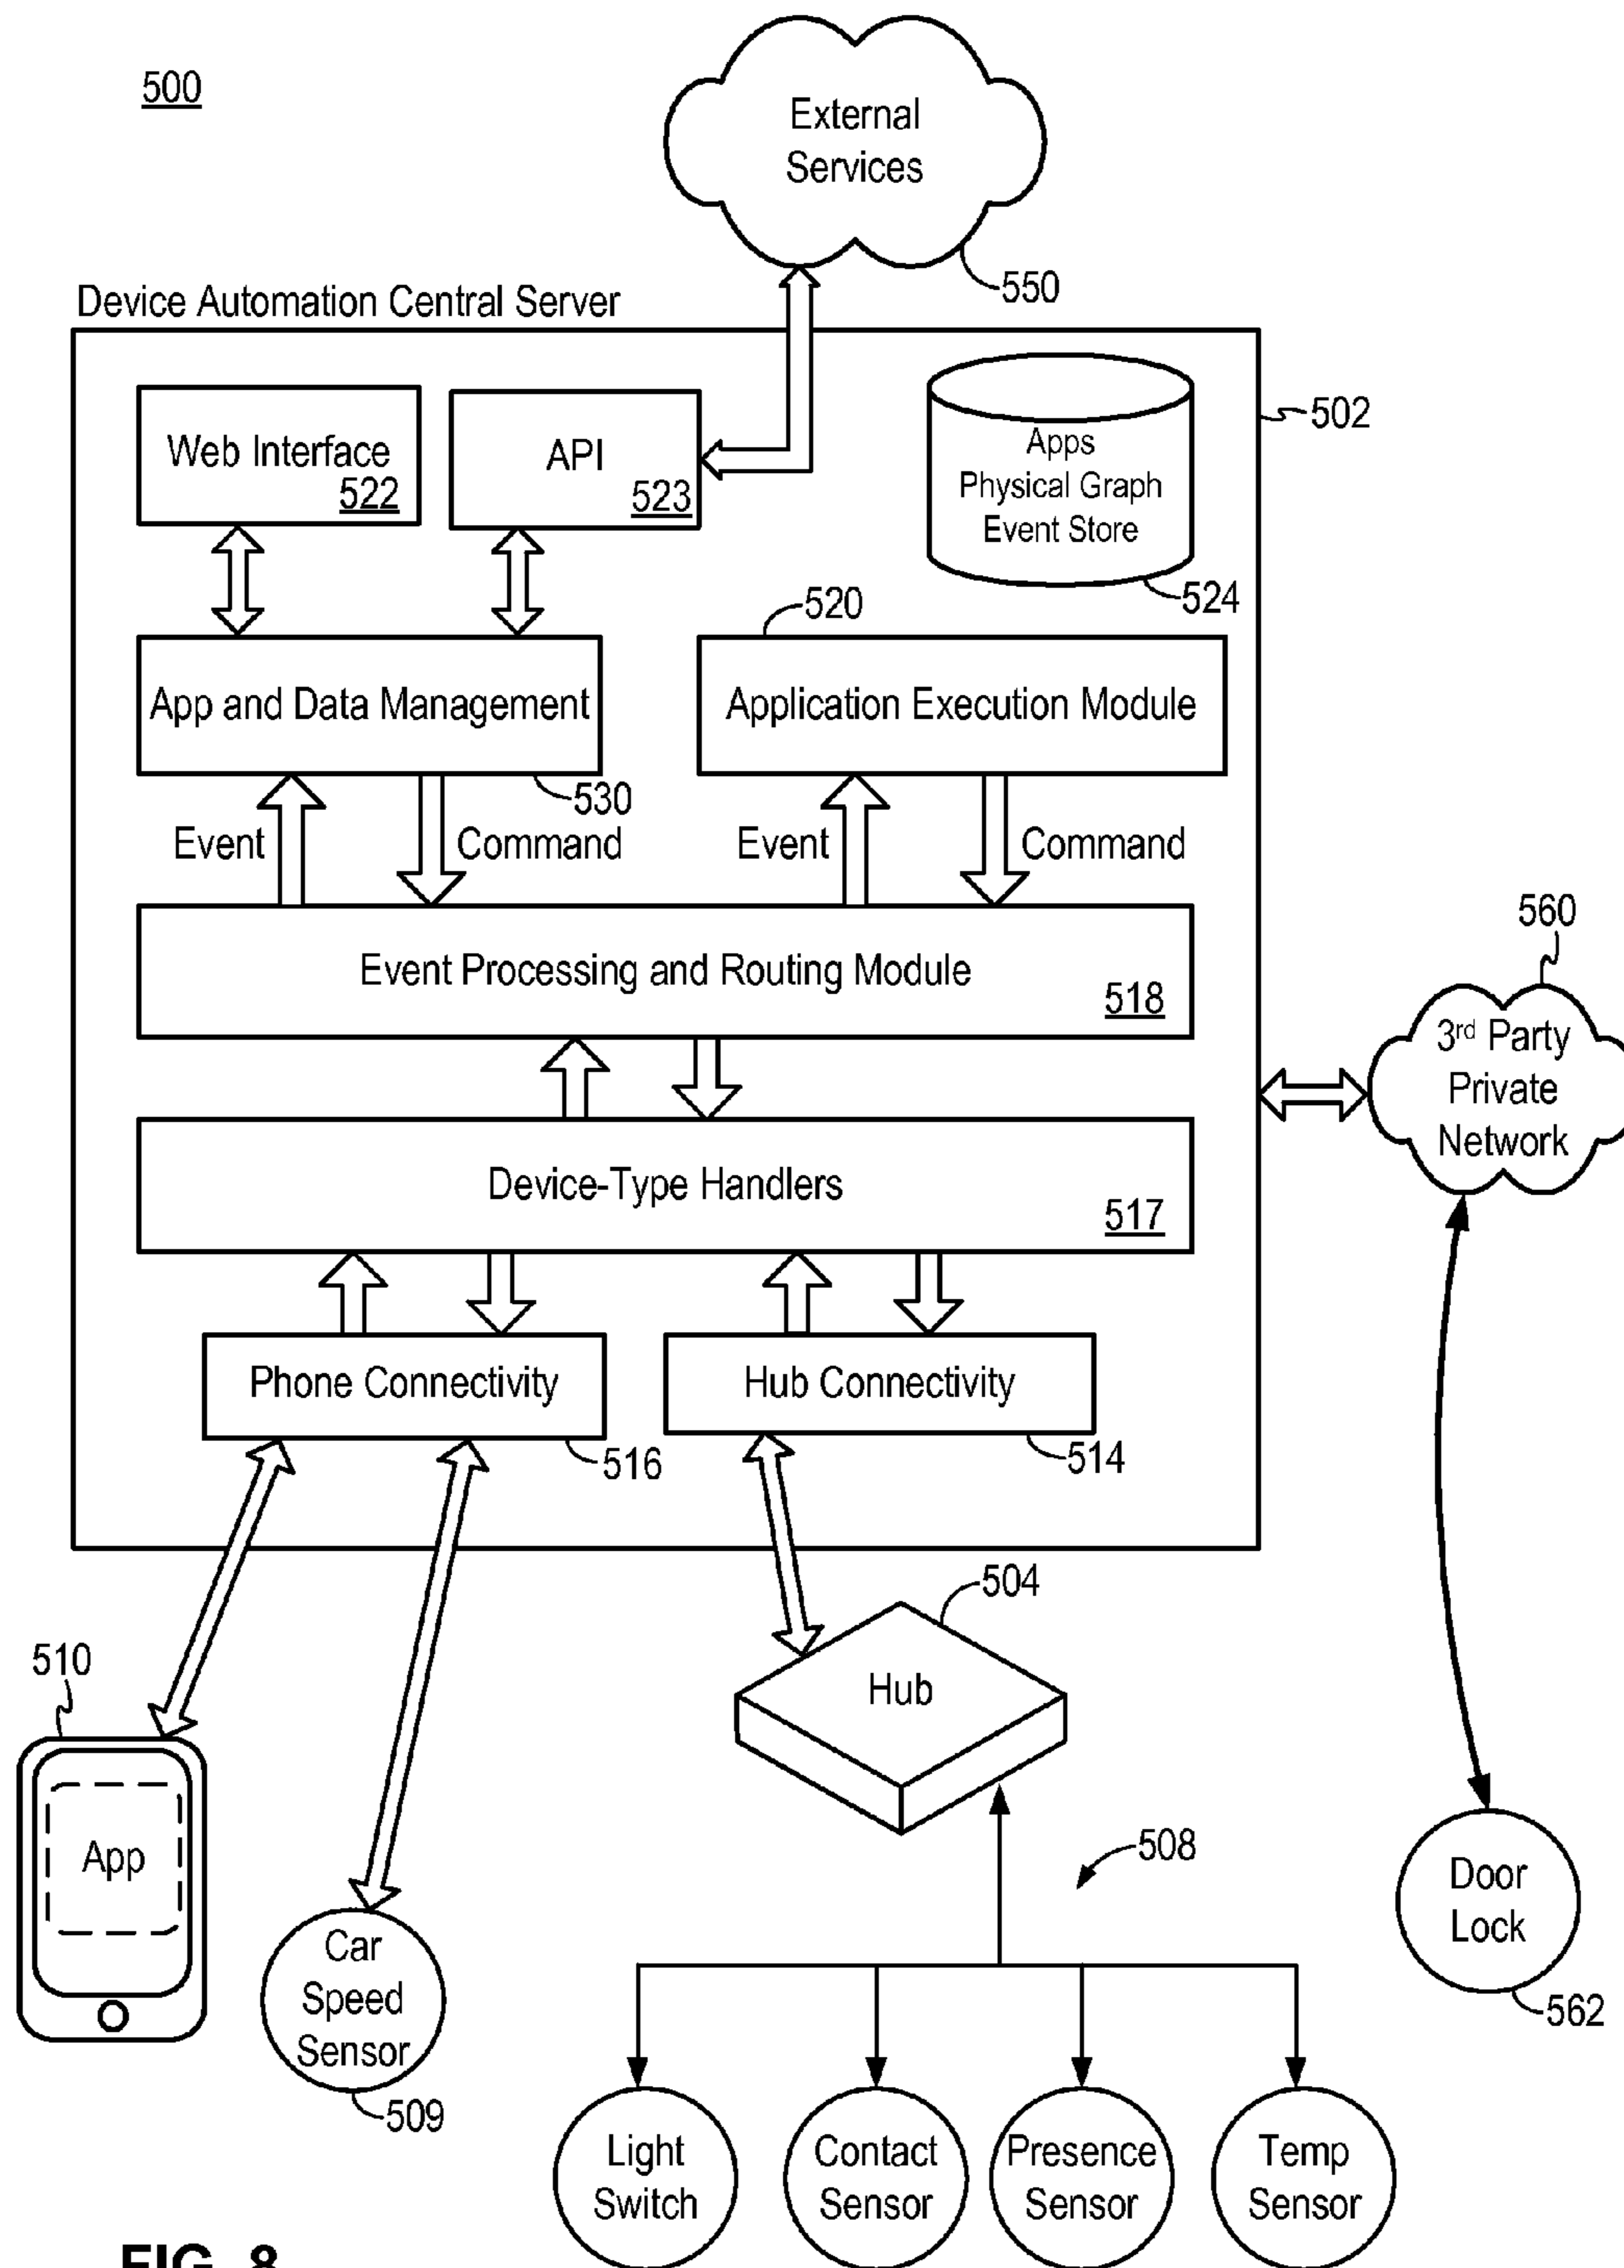 500
External
Services
550
Device Automation Central Server
502
Web Interface
522
API
523
Apps
Physical Graph
Event Store
524
520
App and Data Management
530
Application Execution Module
Event
Command
Event
Command
Event Processing and Routing Module
518
560
3rd Party
Private
Network
Device-Type Handlers
517
Phone Connectivity
516
Hub Connectivity
514
504
Hub
510
App
508
Car
Speed
Sensor
509
Door
Lock
562
Light
Switch
Contact
Sensor
Presence
Sensor
Temp
Sensor
FIG. 8